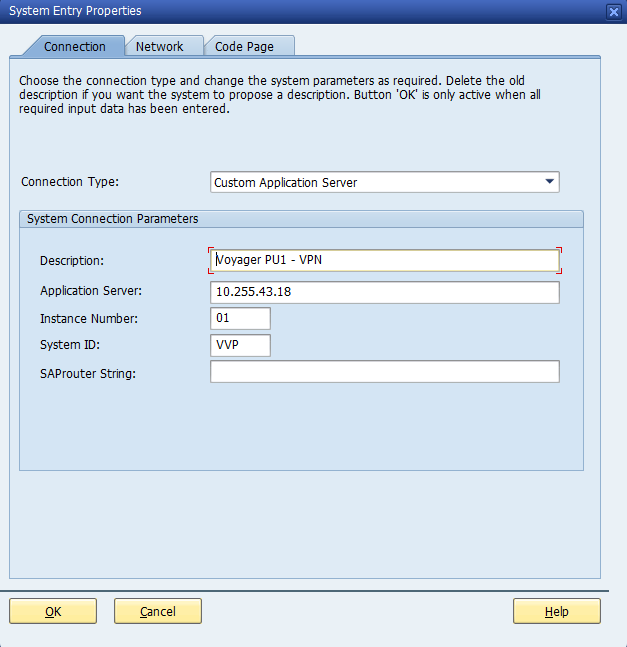 System Entry Properties
Connection
Network
Code Page
Choose the connection type and change the system parameters as required. Delete the old
description if you want the system to propose a description. Button 'OK' is only active when all
required input data has been entered.
Connection Type: Custom Application Server
System Connection Parameters
Description: Voyager PU1 - VPN
Application Server: 10.255.43.18
Instance Number: 01
System ID: VVP
SAProuter String:
OK
Cancel
Help